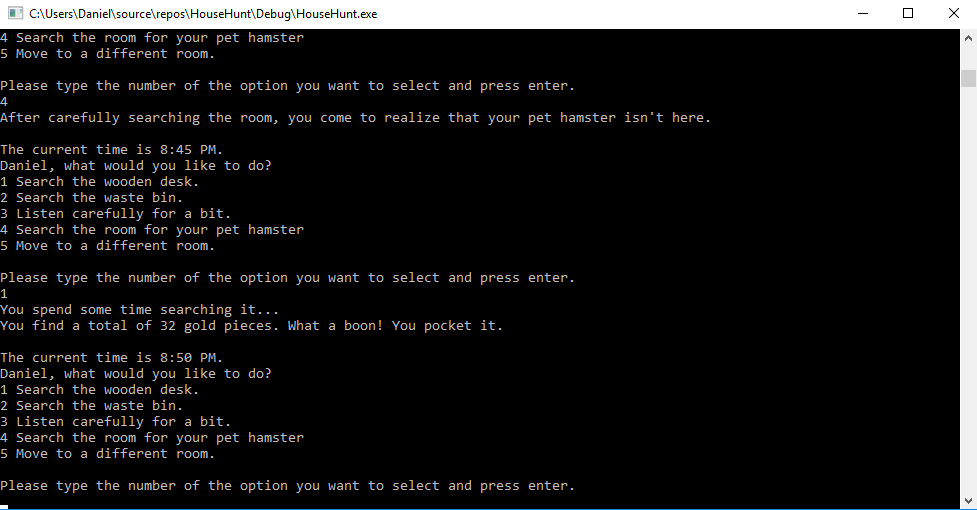 C:\Users\Daniel\source\repos\HouseHunt\Debug\HouseHunt.exe
4 Search the room for your pet hamster
5 Move to a different room.
Please type the number of the option you want to select and press enter.
4
After carefully searching the room, you come to realize that your pet hamster isn't here.
The current time is 8:45 PM.
Daniel, what would you like to do?
1 Search the wooden desk.
2 Search the waste bin.
3 Listen carefully for a bit.
4 Search the room for your pet hamster
5 Move to a different room.
Please type the number of the option you want to select and press enter.
1
You spend some time searching it...
You find a total of 32 gold pieces. What a boon! You pocket it.
The current time is 8:50 PM.
Daniel, what would you like to do?
1 Search the wooden desk.
2 Search the waste bin.
3 Listen carefully for a bit.
4 Search the room for your pet hamster
5 Move to a different room.
Please type the number of the option you want to select and press enter.